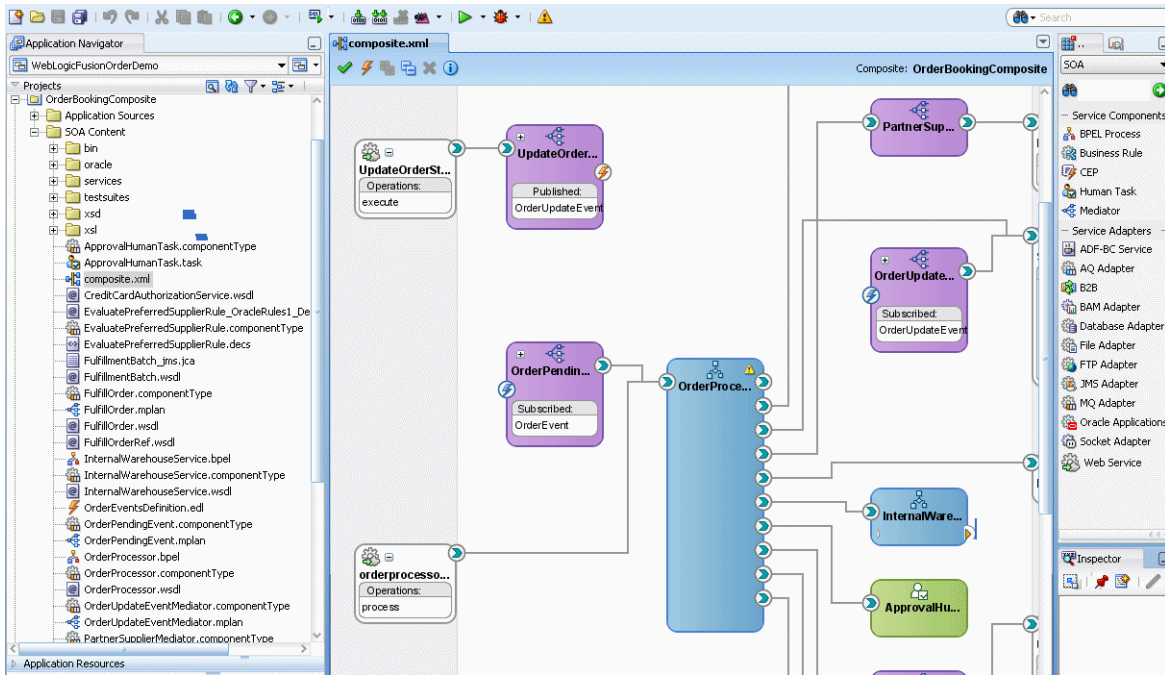 Search
Application Navigator
composite.xml
WebLogicFusionOrderDemo
Composite: OrderBookingComposite
SOA
Projects
OrderBookingComposite
Application Sources
SOA Content
bin
oracle
services
testsuites
xsd
xsl
ApprovalHumanTask.componentType
ApprovalHumanTask.task
composite.xml
CreditCardAuthorizationService.wsdl
EvaluatePreferredSupplierRule_OracleRules1_De
EvaluatePreferredSupplierRule.componentType
EvaluatePreferredSupplierRule.decs
FulfillmentBatch_jms.jca
FulfillmentBatch.wsdl
FulfillOrder.componentType
FulfillOrder.mplan
FulfillOrder.wsdl
FulfillOrderRef.wsdl
InternalWarehouseService.bpel
InternalWarehouseService.componentType
InternalWarehouseService.wsdl
OrderEventsDefinition.edl
OrderPendingEvent.componentType
OrderPendingEvent.mplan
OrderProcessor.bpel
OrderProcessor.componentType
OrderProcessor.wsdl
OrderUpdateEventMediator.componentType
OrderUpdateEventMediator.mplan
PartnerSupplierMediator.componentType
Application Resources
UpdateOrderSt...
Operations:
execute
UpdateOrder...
Published:
OrderUpdateEvent
PartnerSup...
OrderUpdate...
Subscribed:
OrderUpdateEvent
OrderPendin...
Subscribed:
OrderEvent
OrderProce...
InternalWare...
orderprocesso...
Operations:
process
ApprovalHu...
Service Components
BPEL Process
Business Rule
CEP
Human Task
Mediator
Service Adapters
ADF-BC Service
AQ Adapter
B2B
BAM Adapter
Database Adapter
File Adapter
FTP Adapter
JMS Adapter
MQ Adapter
Oracle Applications
Socket Adapter
Web Service
Inspector